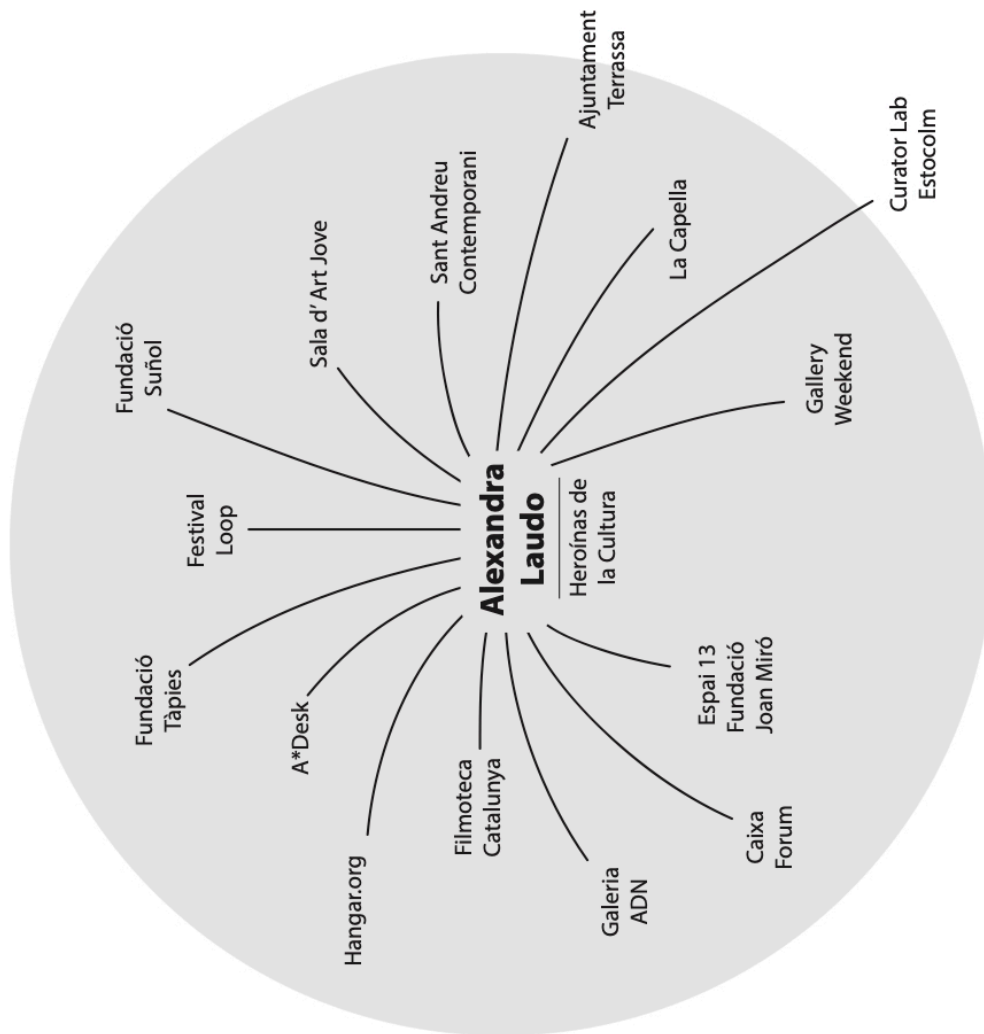 Fundació
Tàpies
Festival
Loop
Fundació
Suñol
A*Desk
Sala d’ Art Jove
Hangar.org
Filmoteca
Catalunya
Sant Andreu
Contemporani
Alexandra
Laudo
Heroínas de
la Cultura
Ajuntament
Terrassa
Galeria
ADN
La Capella
Espai 13
Fundació
Joan Miró
Caixa
Forum
Gallery
Weekend
Curator Lab
Estocolm